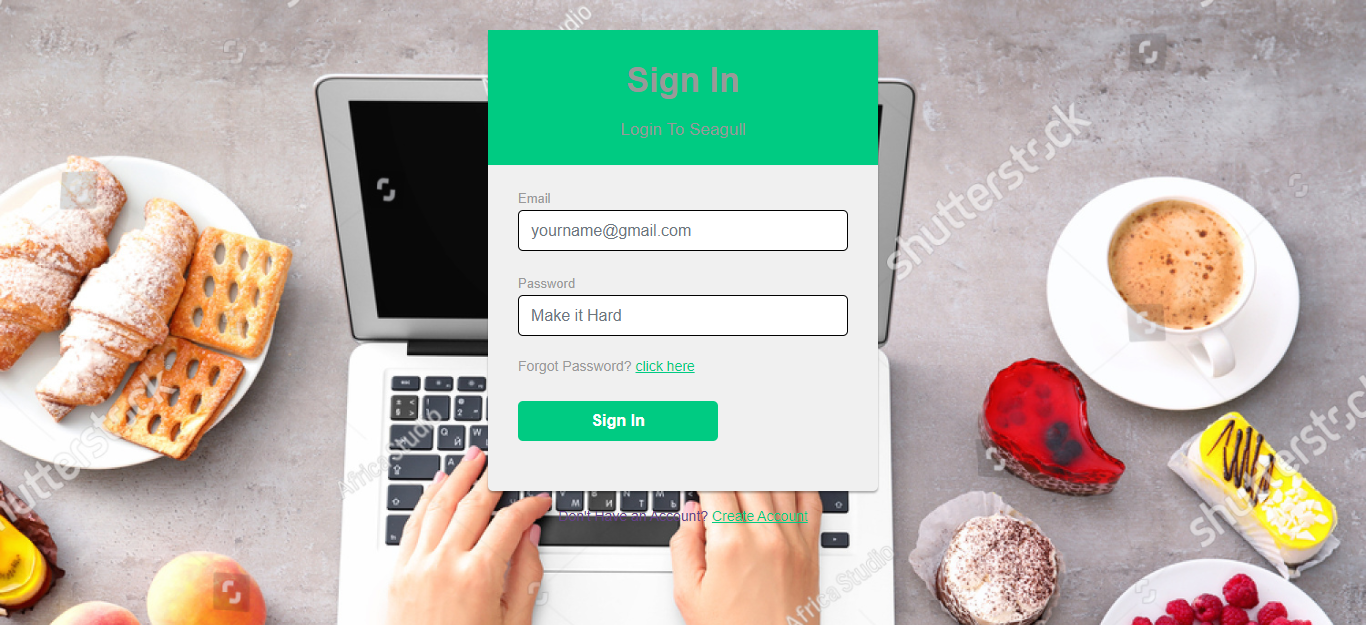 Sign In
Login To Seagull
Email
yourname@gmail.com
Password
Make it Hard
Forgot Password? click here
Sign In
Don't Have an Account? Create Account
shutterstock
shutterstock
shutterstock
Africa Studio
Africa Studio